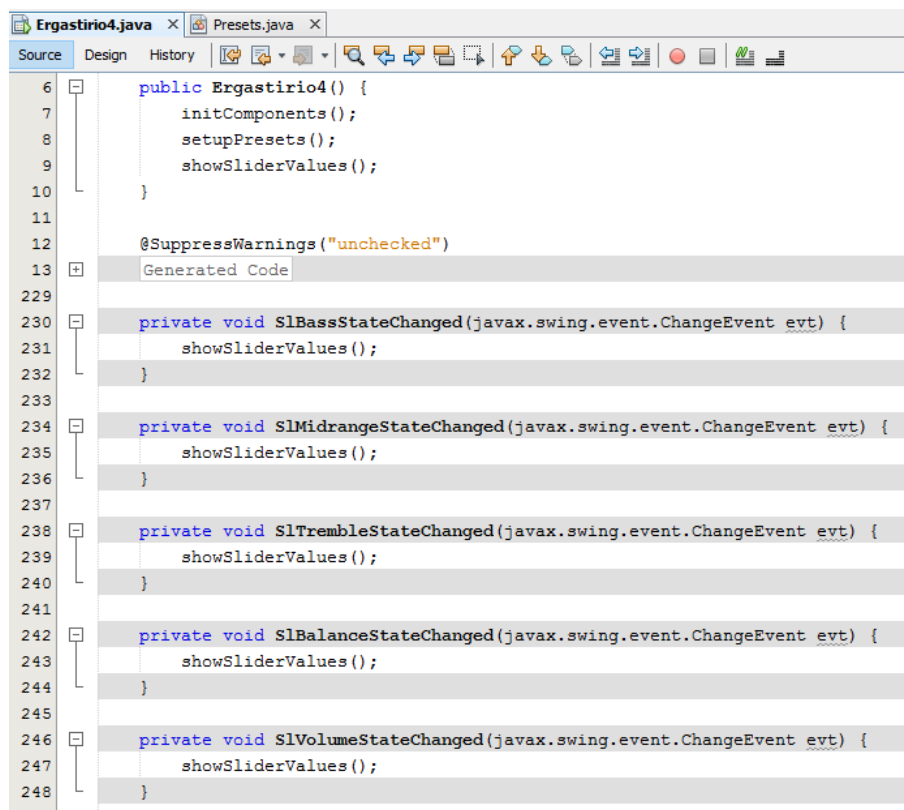 Ergastirio4.java Presets.java
Source Design History
6 public Ergastirio4() {
7 initComponents();
8 setupPresets();
9 showSliderValues();
10 }
11
12 @SuppressWarnings("unchecked")
13 Generated Code
229
230 private void SlBassStateChanged(javax.swing.event.ChangeEvent evt) {
231 showSliderValues();
232 }
233
234 private void SlMidrangeStateChanged(javax.swing.event.ChangeEvent evt) {
235 showSliderValues();
236 }
237
238 private void SlTrembleStateChanged(javax.swing.event.ChangeEvent evt) {
239 showSliderValues();
240 }
241
242 private void SlBalanceStateChanged(javax.swing.event.ChangeEvent evt) {
243 showSliderValues();
244 }
245
246 private void SlVolumeStateChanged(javax.swing.event.ChangeEvent evt) {
247 showSliderValues();
248 }